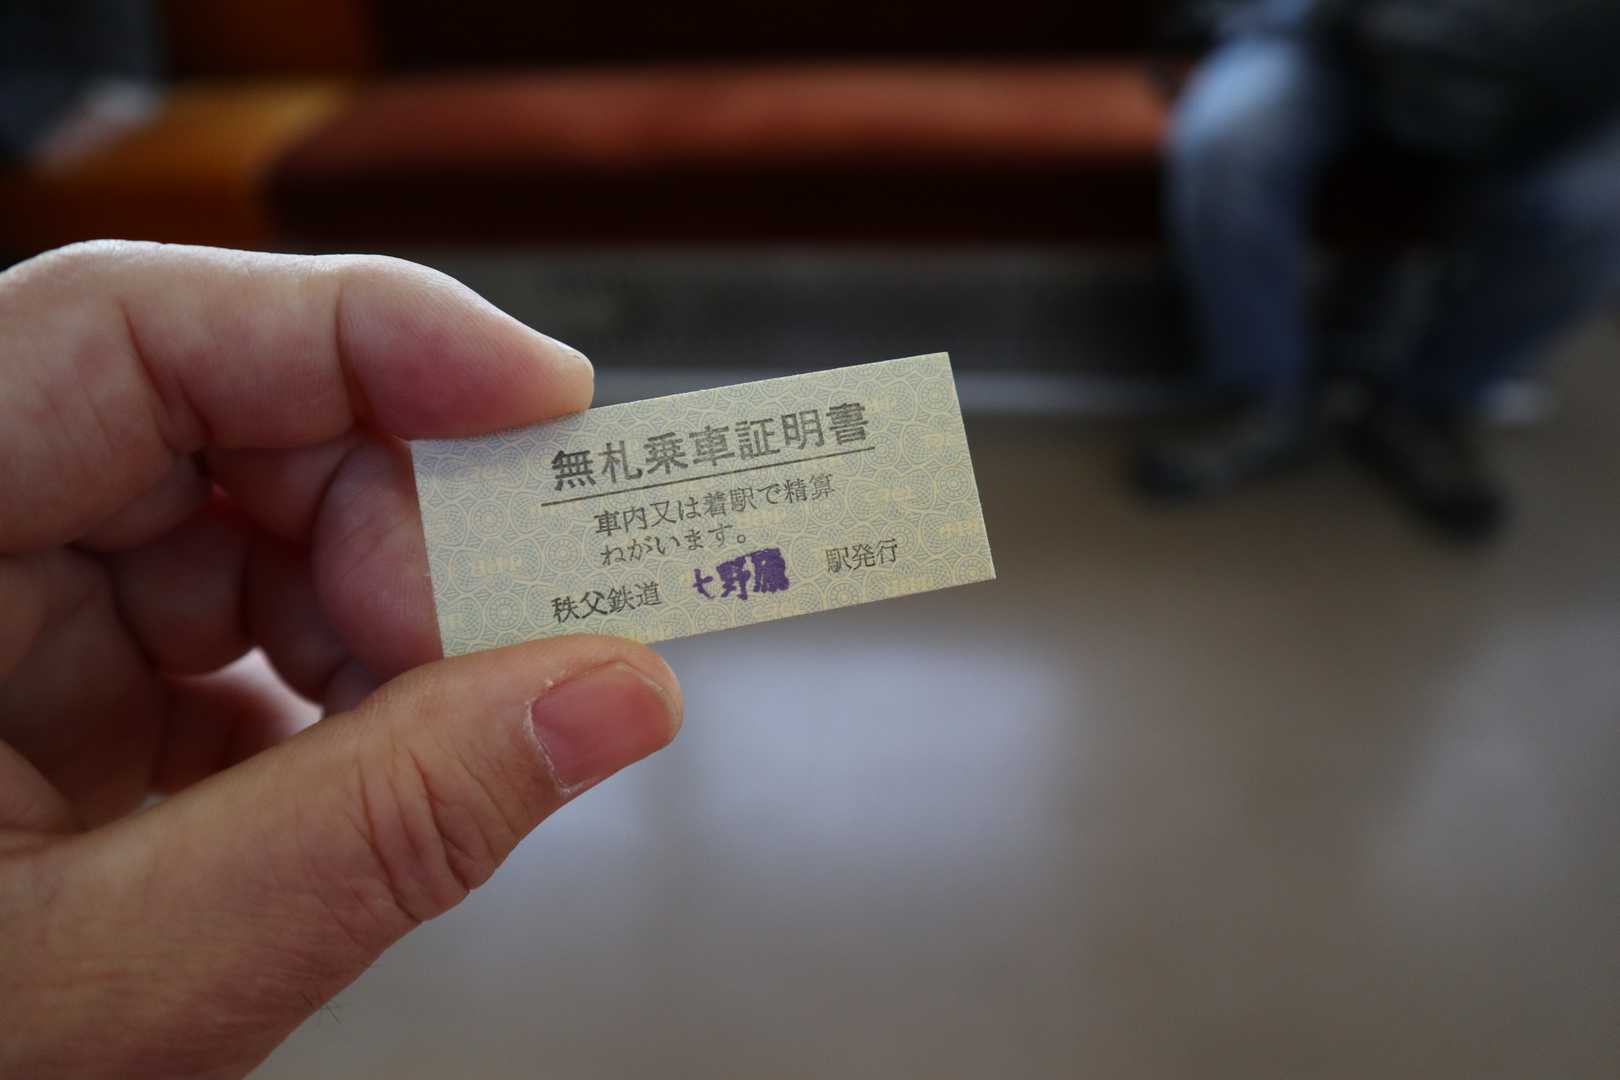 無札乗車証明書
車内又は着駅で精算
ねがいます。
秩父鉄道 大野原 駅発行